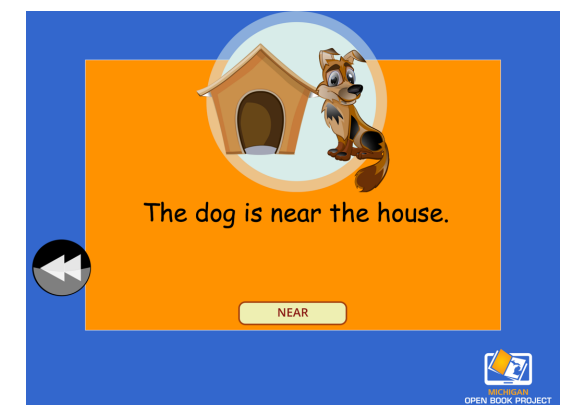 The dog is near the house.
NEAR
MICHIGAN
OPEN BOOK PROJECT